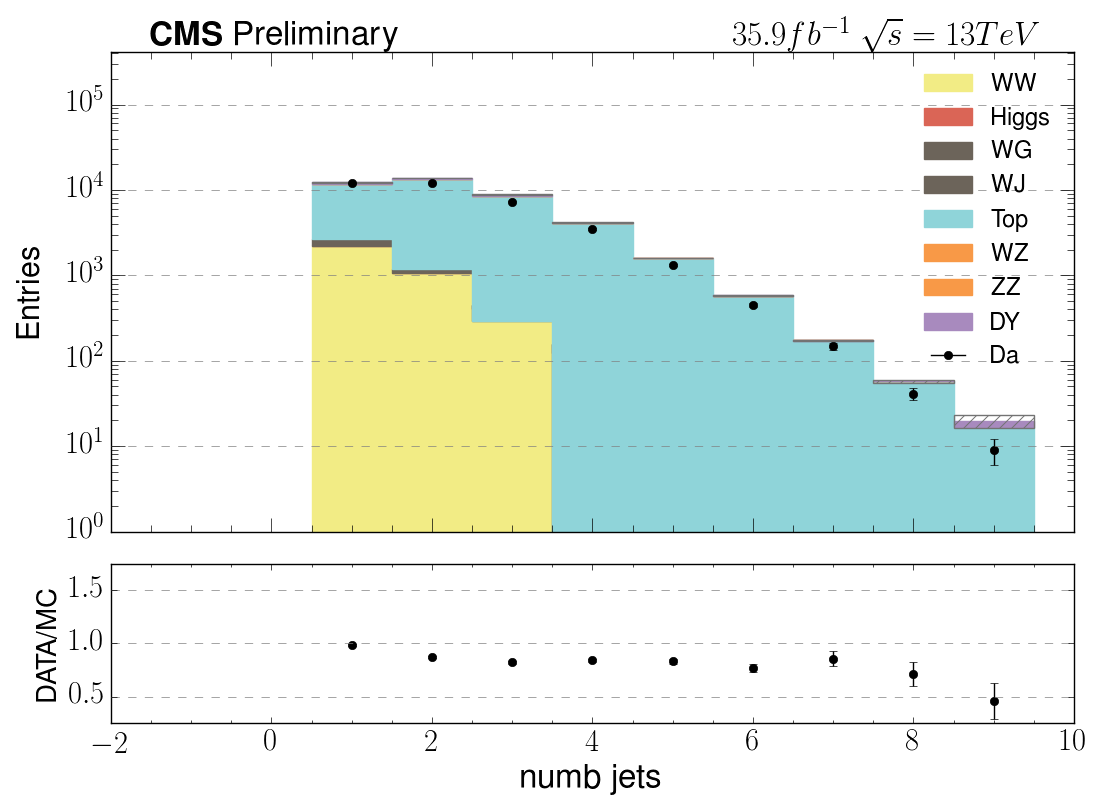 CMS Preliminary
35.9fb⁻¹ √s = 13TeV
WW
Higgs
WG
WJ
Top
WZ
ZZ
DY
Da
Entries
10⁵
10⁴
10³
10²
10¹
10⁰
DATA/MC
1.5
1.0
0.5
−2 0 2 4 6 8 10
numb jets